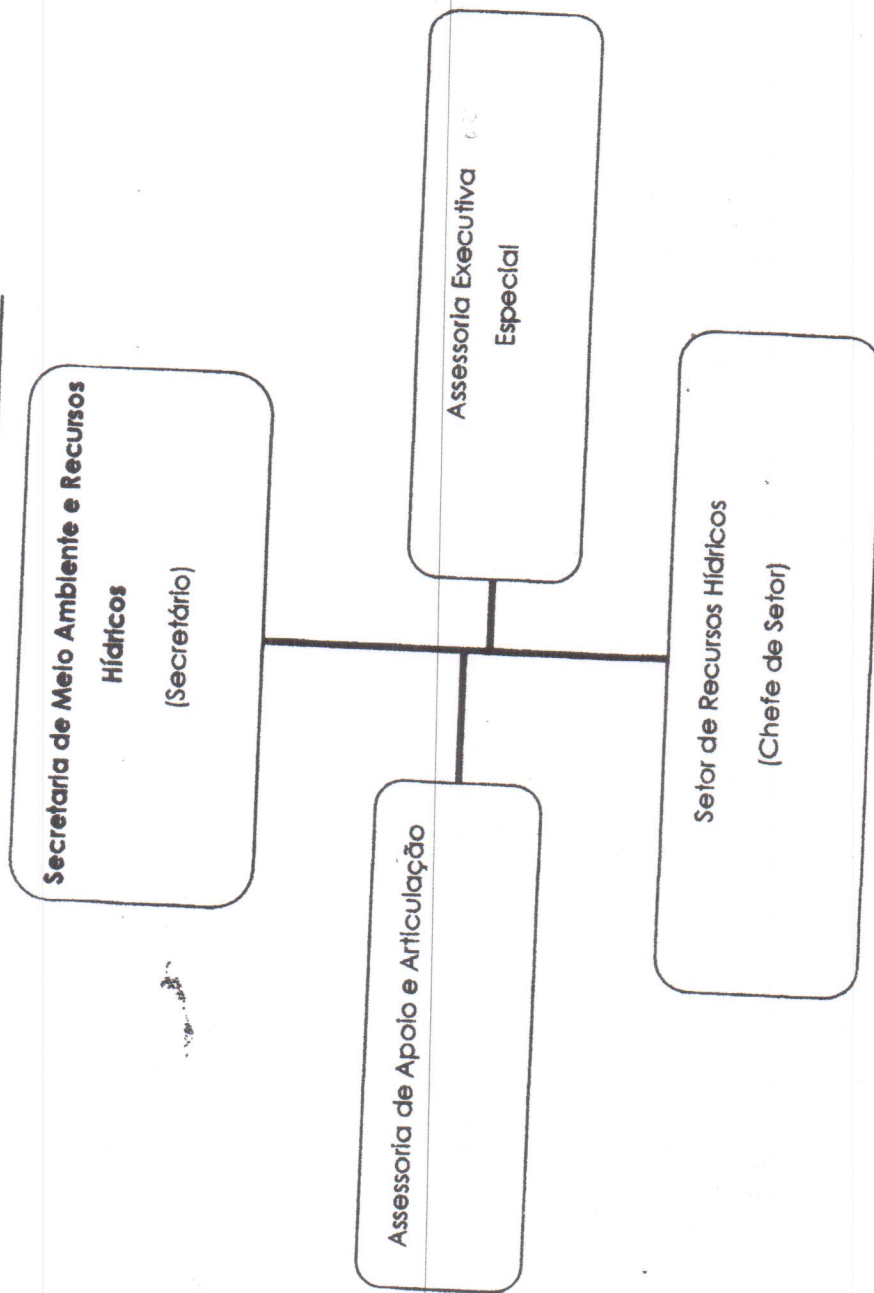 Secretaria de Meio Ambiente e Recursos
Hídricos
(Secretário)
Assessoria de Apoio e Articulação
Assessoria Executiva
Especial
Setor de Recursos Hídricos
(Chefe de Setor)